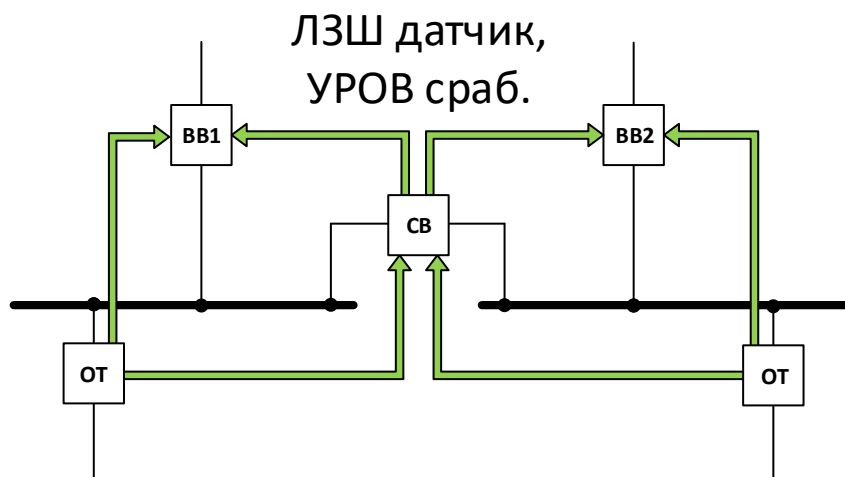 ЛЗШ датчик,
УРОВ сраб.
ВВ1
ВВ2
СВ
ОТ
ОТ